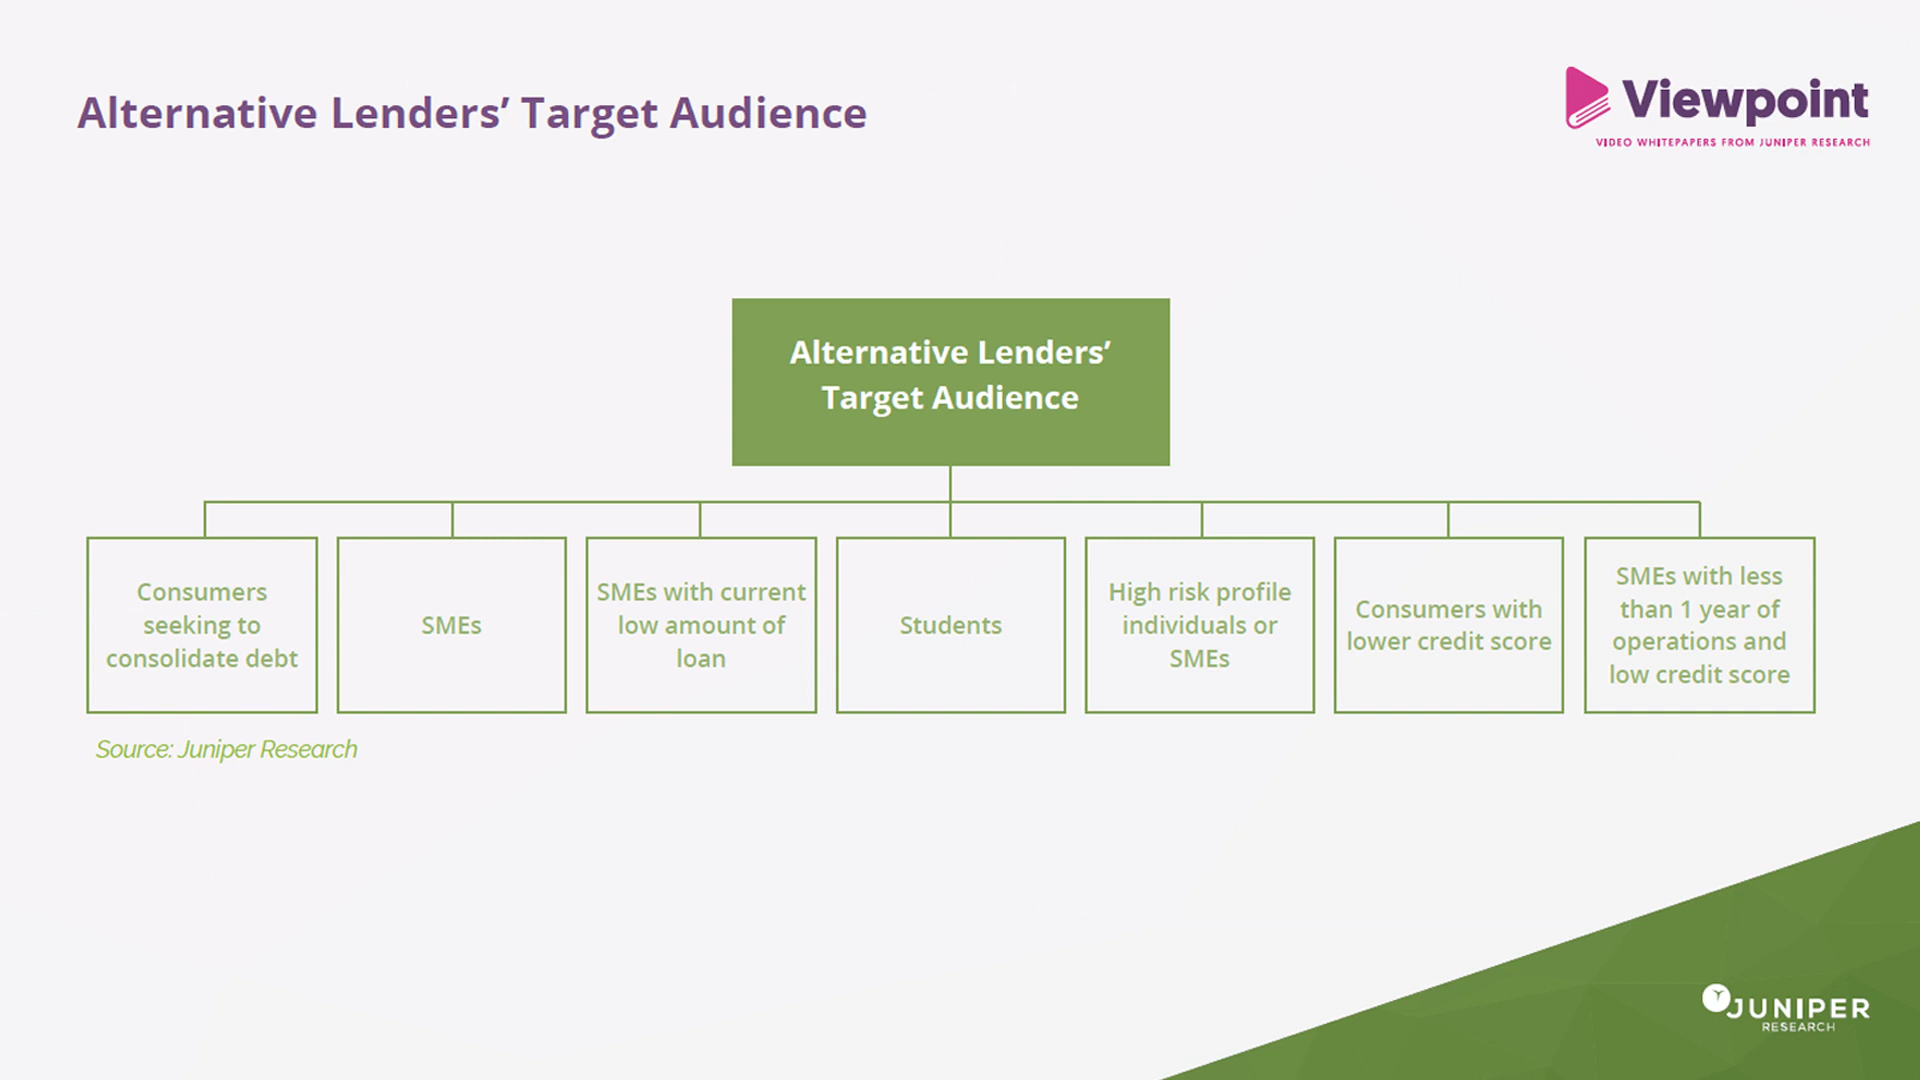 Alternative Lenders’ Target Audience
Viewpoint
VIDEO WHITEPAPERS FROM JUNIPER RESEARCH
Alternative Lenders’
Target Audience
Consumers
seeking to
consolidate debt
SMEs
SMEs with current
low amount of
loan
Students
High risk profile
individuals or
SMEs
Consumers with
lower credit score
SMEs with less
than 1 year of
operations and
low credit score
Source: Juniper Research
JUNIPER
RESEARCH